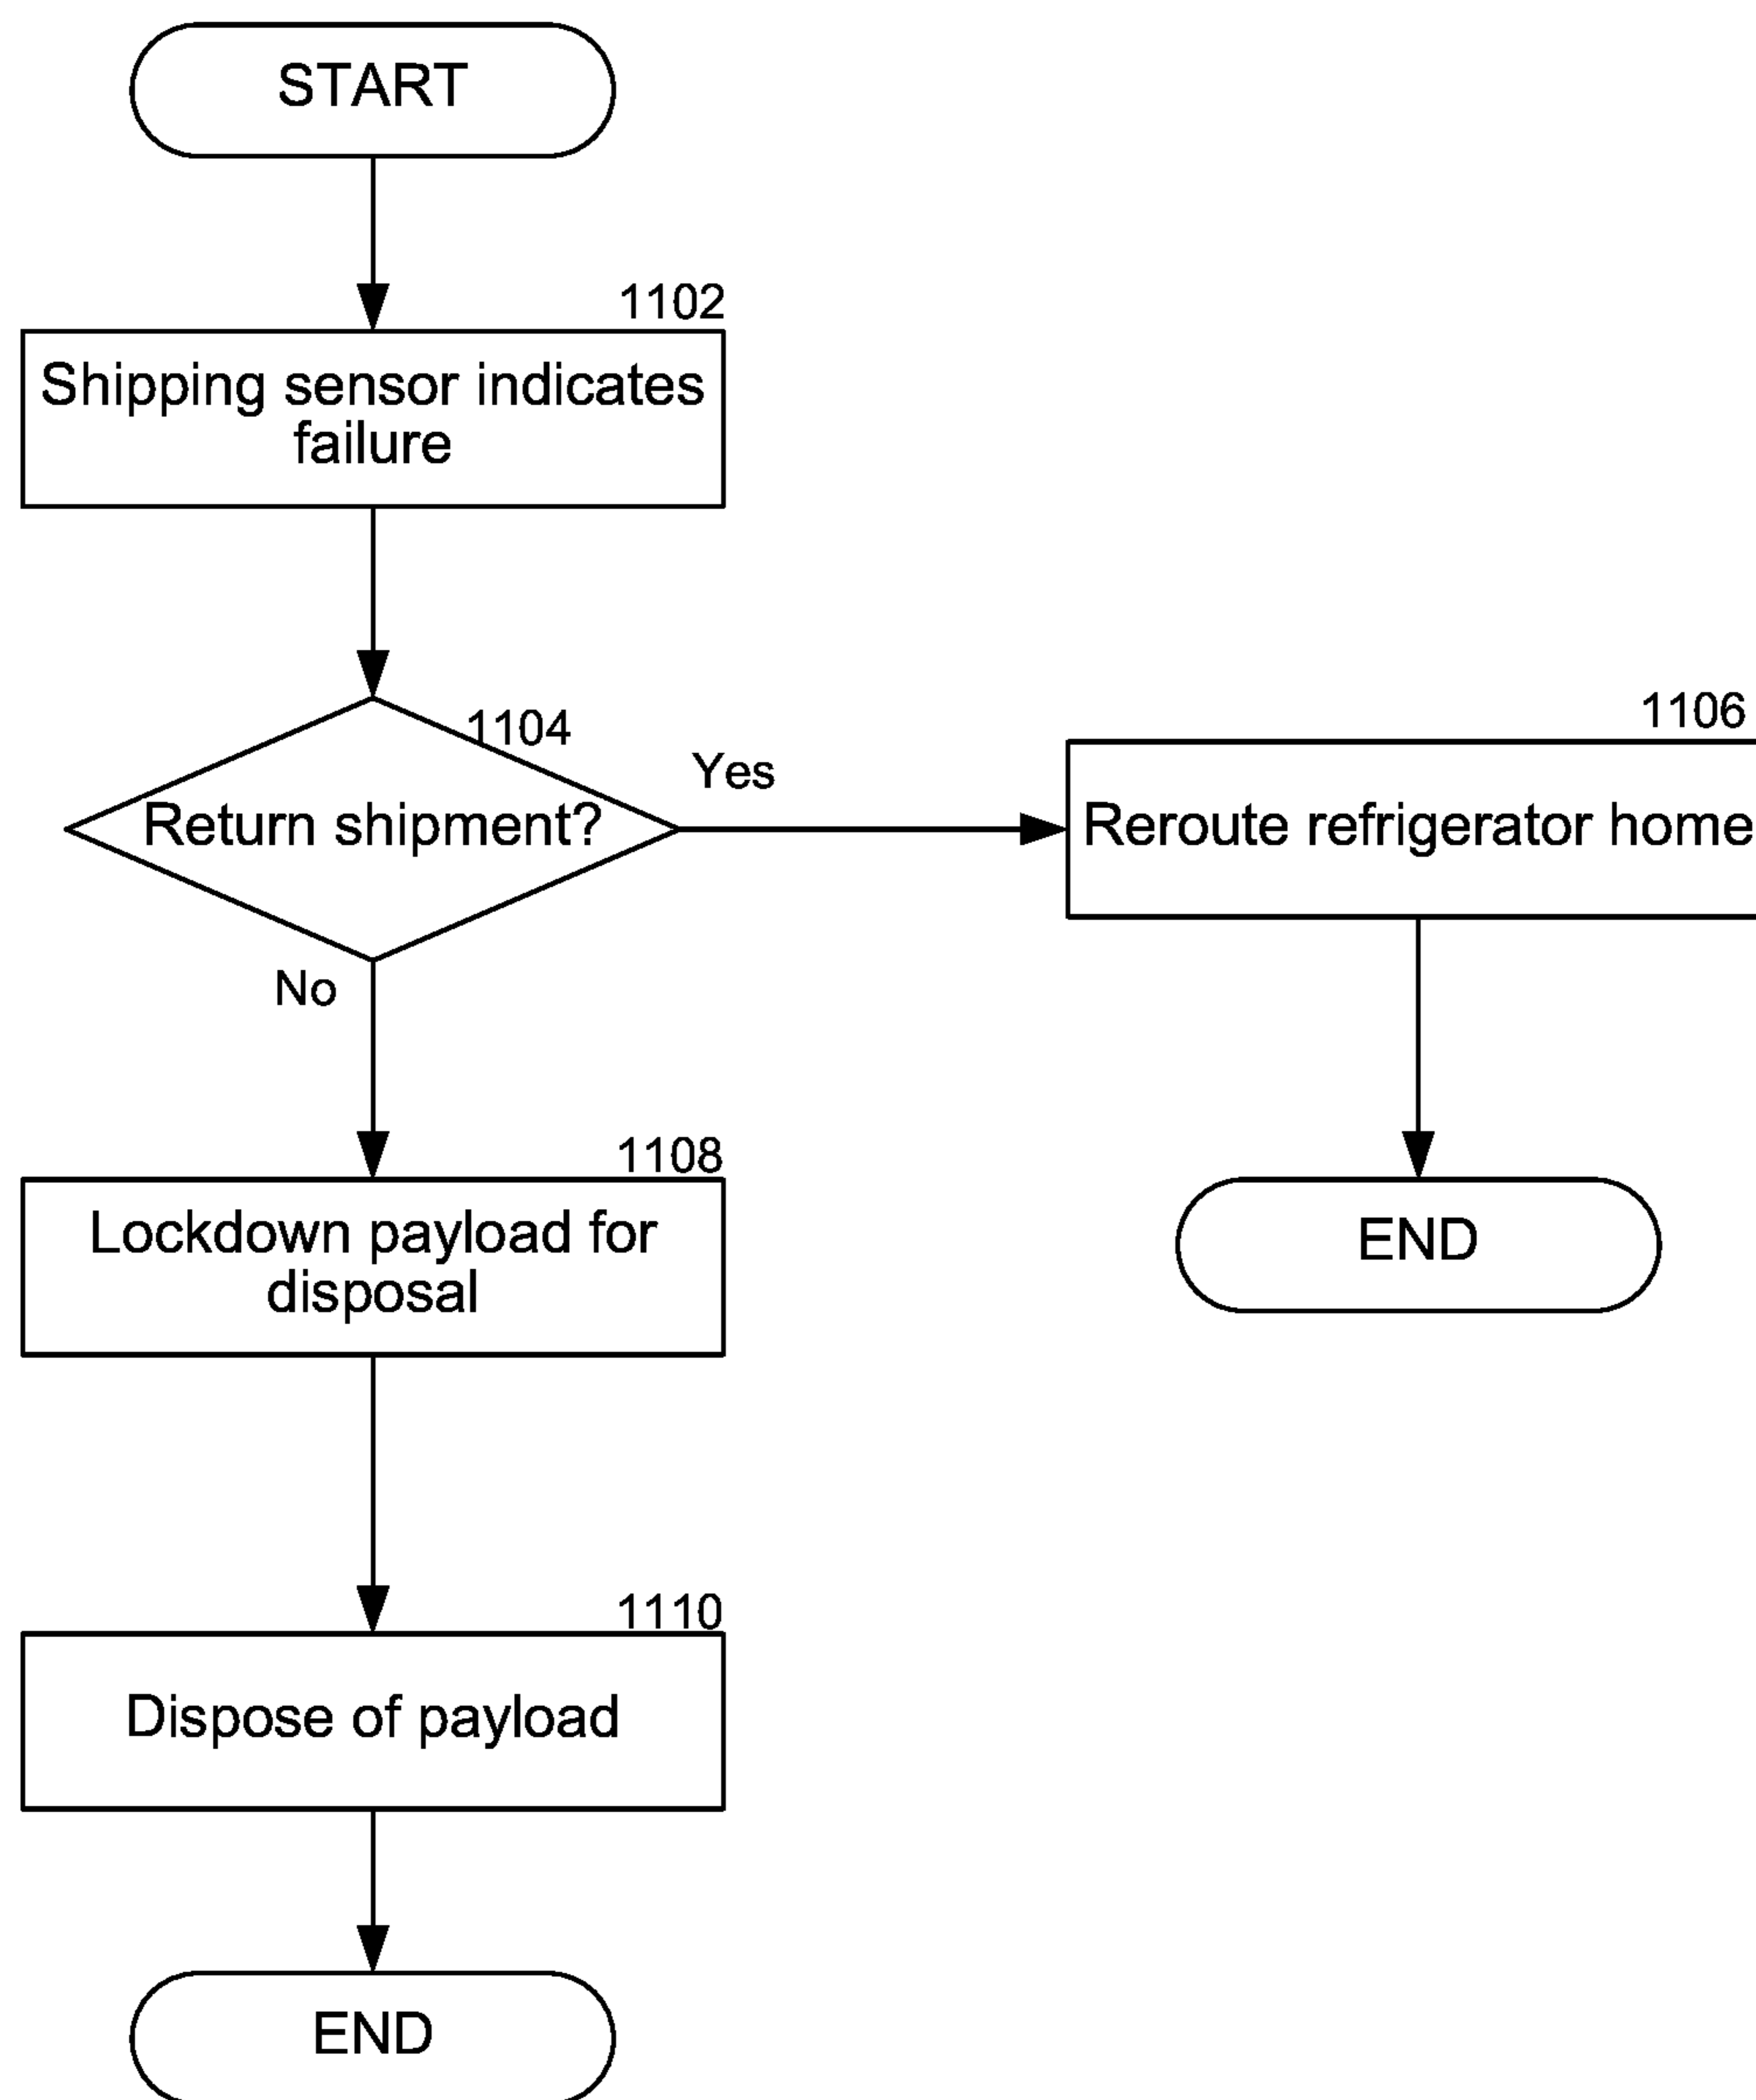 START
1102
Shipping sensor indicates
failure
1104
Return shipment?
Yes
1106
Reroute refrigerator home
No
1108
Lockdown payload for
disposal
END
1110
Dispose of payload
END